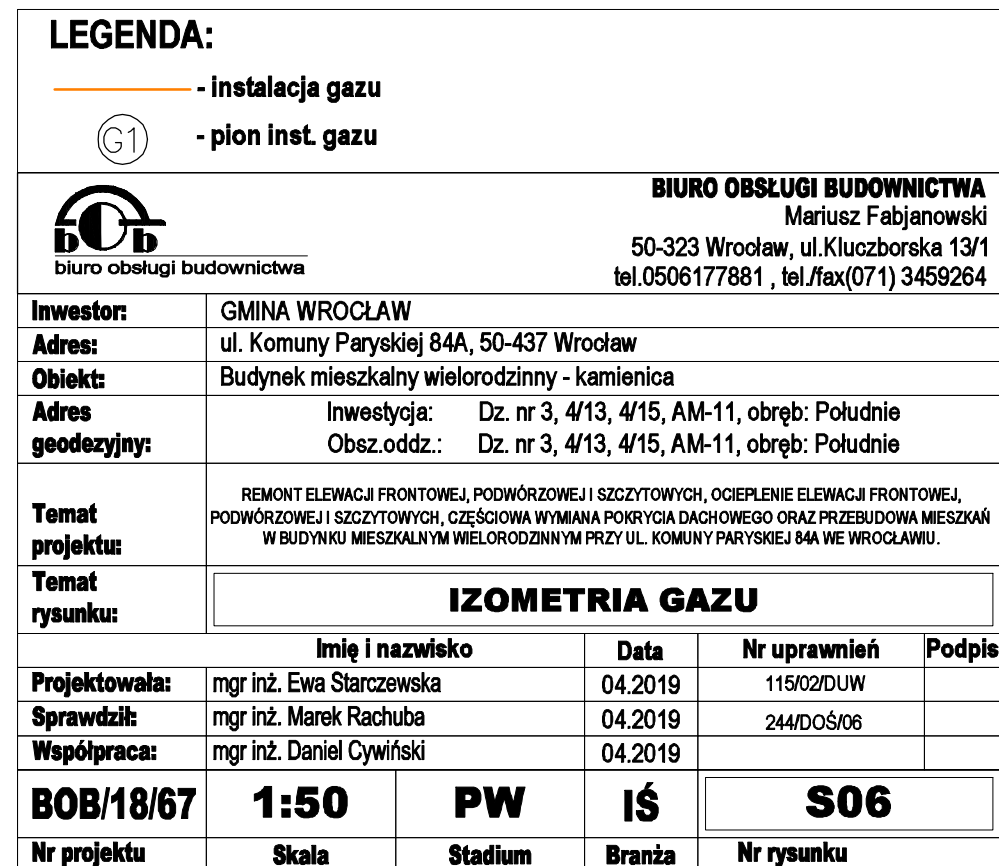 LEGENDA:
- instalacja gazu
G1 - pion inst. gazu
BIURO OBSŁUGI BUDOWNICTWA
Mariusz Fabjanowski
50-323 Wrocław, ul.Kluczborska 13/1
tel.0506177881 , tel./fax(071) 3459264
bOb
biuro obsługi budownictwa
Inwestor: GMINA WROCŁAW
Adres: ul. Komuny Paryskiej 84A, 50-437 Wrocław
Obiekt: Budynek mieszkalny wielorodzinny - kamienica
Adres geodezyjny: Inwestycja: Dz. nr 3, 4/13, 4/15, AM-11, obręb: Południe
Obsz.oddz.: Dz. nr 3, 4/13, 4/15, AM-11, obręb: Południe
Temat projektu: REMONT ELEWACJI FRONTOWEJ, PODWÓRZOWEJ I SZCZYTOWYCH, OCIEPLENIE ELEWACJI FRONTOWEJ,
PODWÓRZOWEJ I SZCZYTOWYCH, CZĘŚCIOWA WYMIANA POKRYCIA DACHOWEGO ORAZ PRZEBUDOWA MIESZKAŃ
W BUDYNKU MIESZKALNYM WIELORODZINNYM PRZY UL. KOMUNY PARYSKIEJ 84A WE WROCŁAWIU.
Temat rysunku: IZOMETRIA GAZU
Imię i nazwisko Data Nr uprawnień Podpis
Projektowała: mgr inż. Ewa Starczewska 04.2019 115/02/DUW
Sprawdził: mgr inż. Marek Rachuba 04.2019 244/DOŚ/06
Współpraca: mgr inż. Daniel Cywiński 04.2019
BOB/18/67 1:50 PW IŚ S06
Nr projektu Skala Stadium Branża Nr rysunku